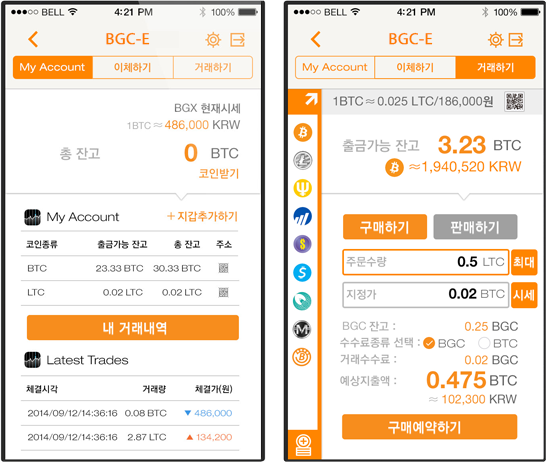 BELL 4:21 PM 100%
BGC-E
My Account 이체하기 거래하기
BGX 현재시세
1BTC ≈ 486,000 KRW
총 잔고 0 BTC
코인받기
My Account +지갑추가하기
코인종류 출금가능 잔고 총 잔고 주소
BTC 23.33 BTC 30.33 BTC
LTC 0.02 LTC 0.02 LTC
내 거래내역
Latest Trades
체결시각 거래량 체결가(원)
2014/09/12/14:36:16 0.08 BTC ▼ 486,000
2014/09/12/14:36:16 2.87 LTC ▲ 134,200
BELL 4:21 PM 100%
BGC-E
My Account 이체하기 거래하기
1BTC ≈ 0.025 LTC/186,000원
출금가능 잔고 3.23 BTC
≈1,940,520 KRW
구매하기 판매하기
주문수량 0.5 LTC 최대
지정가 0.02 BTC 시세
BGC 잔고 : 0.25 BGC
수수료종류 선택 : BGC BTC
거래수수료 : 0.02 BGC
예상지출액 : 0.475 BTC
≈ 102,300 KRW
구매예약하기